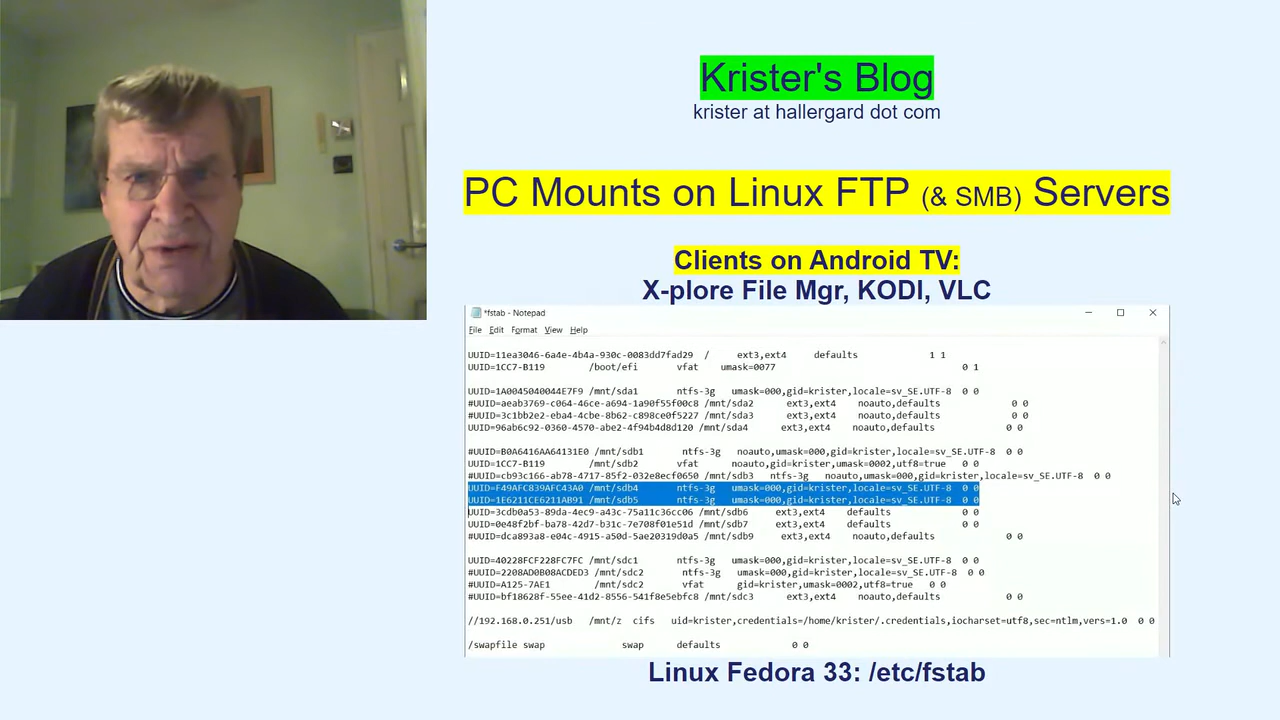 Krister's Blog
krister at hallergard dot com
PC Mounts on Linux FTP (& SMB) Servers
Clients on Android TV:
X-plore File Mgr, KODI, VLC
*fstab - Notepad
File Edit Format View Help
UUID=11ea3046-6a4e-4b4a-930c-0083dd7fad29 / ext3,ext4 defaults 1 1
UUID=1CC7-B119 /boot/efi vfat umask=0077 0 1
UUID=1A0045040044E7F9 /mnt/sda1 ntfs-3g umask=000,gid=krister,locale=sv_SE.UTF-8 0 0
#UUID=aeab3769-c064-46ce-a694-1a90f55f00c8 /mnt/sda2 ext3,ext4 noauto,defaults 0 0
#UUID=3c1bb2e2-eba4-4cbe-8b62-c898ce0f5227 /mnt/sda3 ext3,ext4 noauto,defaults 0 0
UUID=96ab6c92-0360-4570-abe2-4f94b4d8d120 /mnt/sda4 ext3,ext4 noauto,defaults 0 0
#UUID=B0A6416AA64131E0 /mnt/sdb1 ntfs-3g noauto,umask=000,gid=krister,locale=sv_SE.UTF-8 0 0
UUID=1CC7-B119 /mnt/sdb2 vfat noauto,gid=krister,umask=0002,utf8=true 0 0
#UUID=cb93c166-ab78-4717-85f2-032e8ecf0650 /mnt/sdb3 ntfs-3g noauto,umask=000,gid=krister,locale=sv_SE.UTF-8 0 0
UUID=F49AFC839AFC43A0 /mnt/sdb4 ntfs-3g umask=000,gid=krister,locale=sv_SE.UTF-8 0 0
UUID=1E6211CE6211AB91 /mnt/sdb5 ntfs-3g umask=000,gid=krister,locale=sv_SE.UTF-8 0 0
UUID=3cdb0a53-89da-4ec9-a43c-75a11c36cc06 /mnt/sdb6 ext3,ext4 defaults 0 0
UUID=0e48f2bf-ba78-42d7-b31c-7e708f01e51d /mnt/sdb7 ext3,ext4 defaults 0 0
#UUID=dca893a8-e04c-4915-a50d-5ae20319d0a5 /mnt/sdb9 ext3,ext4 noauto,defaults 0 0
UUID=40228FCF228FC7FC /mnt/sdc1 ntfs-3g umask=000,gid=krister,locale=sv_SE.UTF-8 0 0
#UUID=2208AD0B08ACDED3 /mnt/sdc2 ntfs-3g umask=000,gid=krister,locale=sv_SE.UTF-8 0 0
#UUID=A125-7AE1 /mnt/sdc2 vfat gid=krister,umask=0002,utf8=true 0 0
#UUID=bf18628f-55ee-41d2-8556-541f8e5ebfc8 /mnt/sdc3 ext3,ext4 noauto,defaults 0 0
//192.168.0.251/usb /mnt/z cifs uid=krister,credentials=/home/krister/.credentials,iocharset=utf8,sec=ntlm,vers=1.0 0 0
/swapfile swap swap defaults 0 0
Linux Fedora 33: /etc/fstab